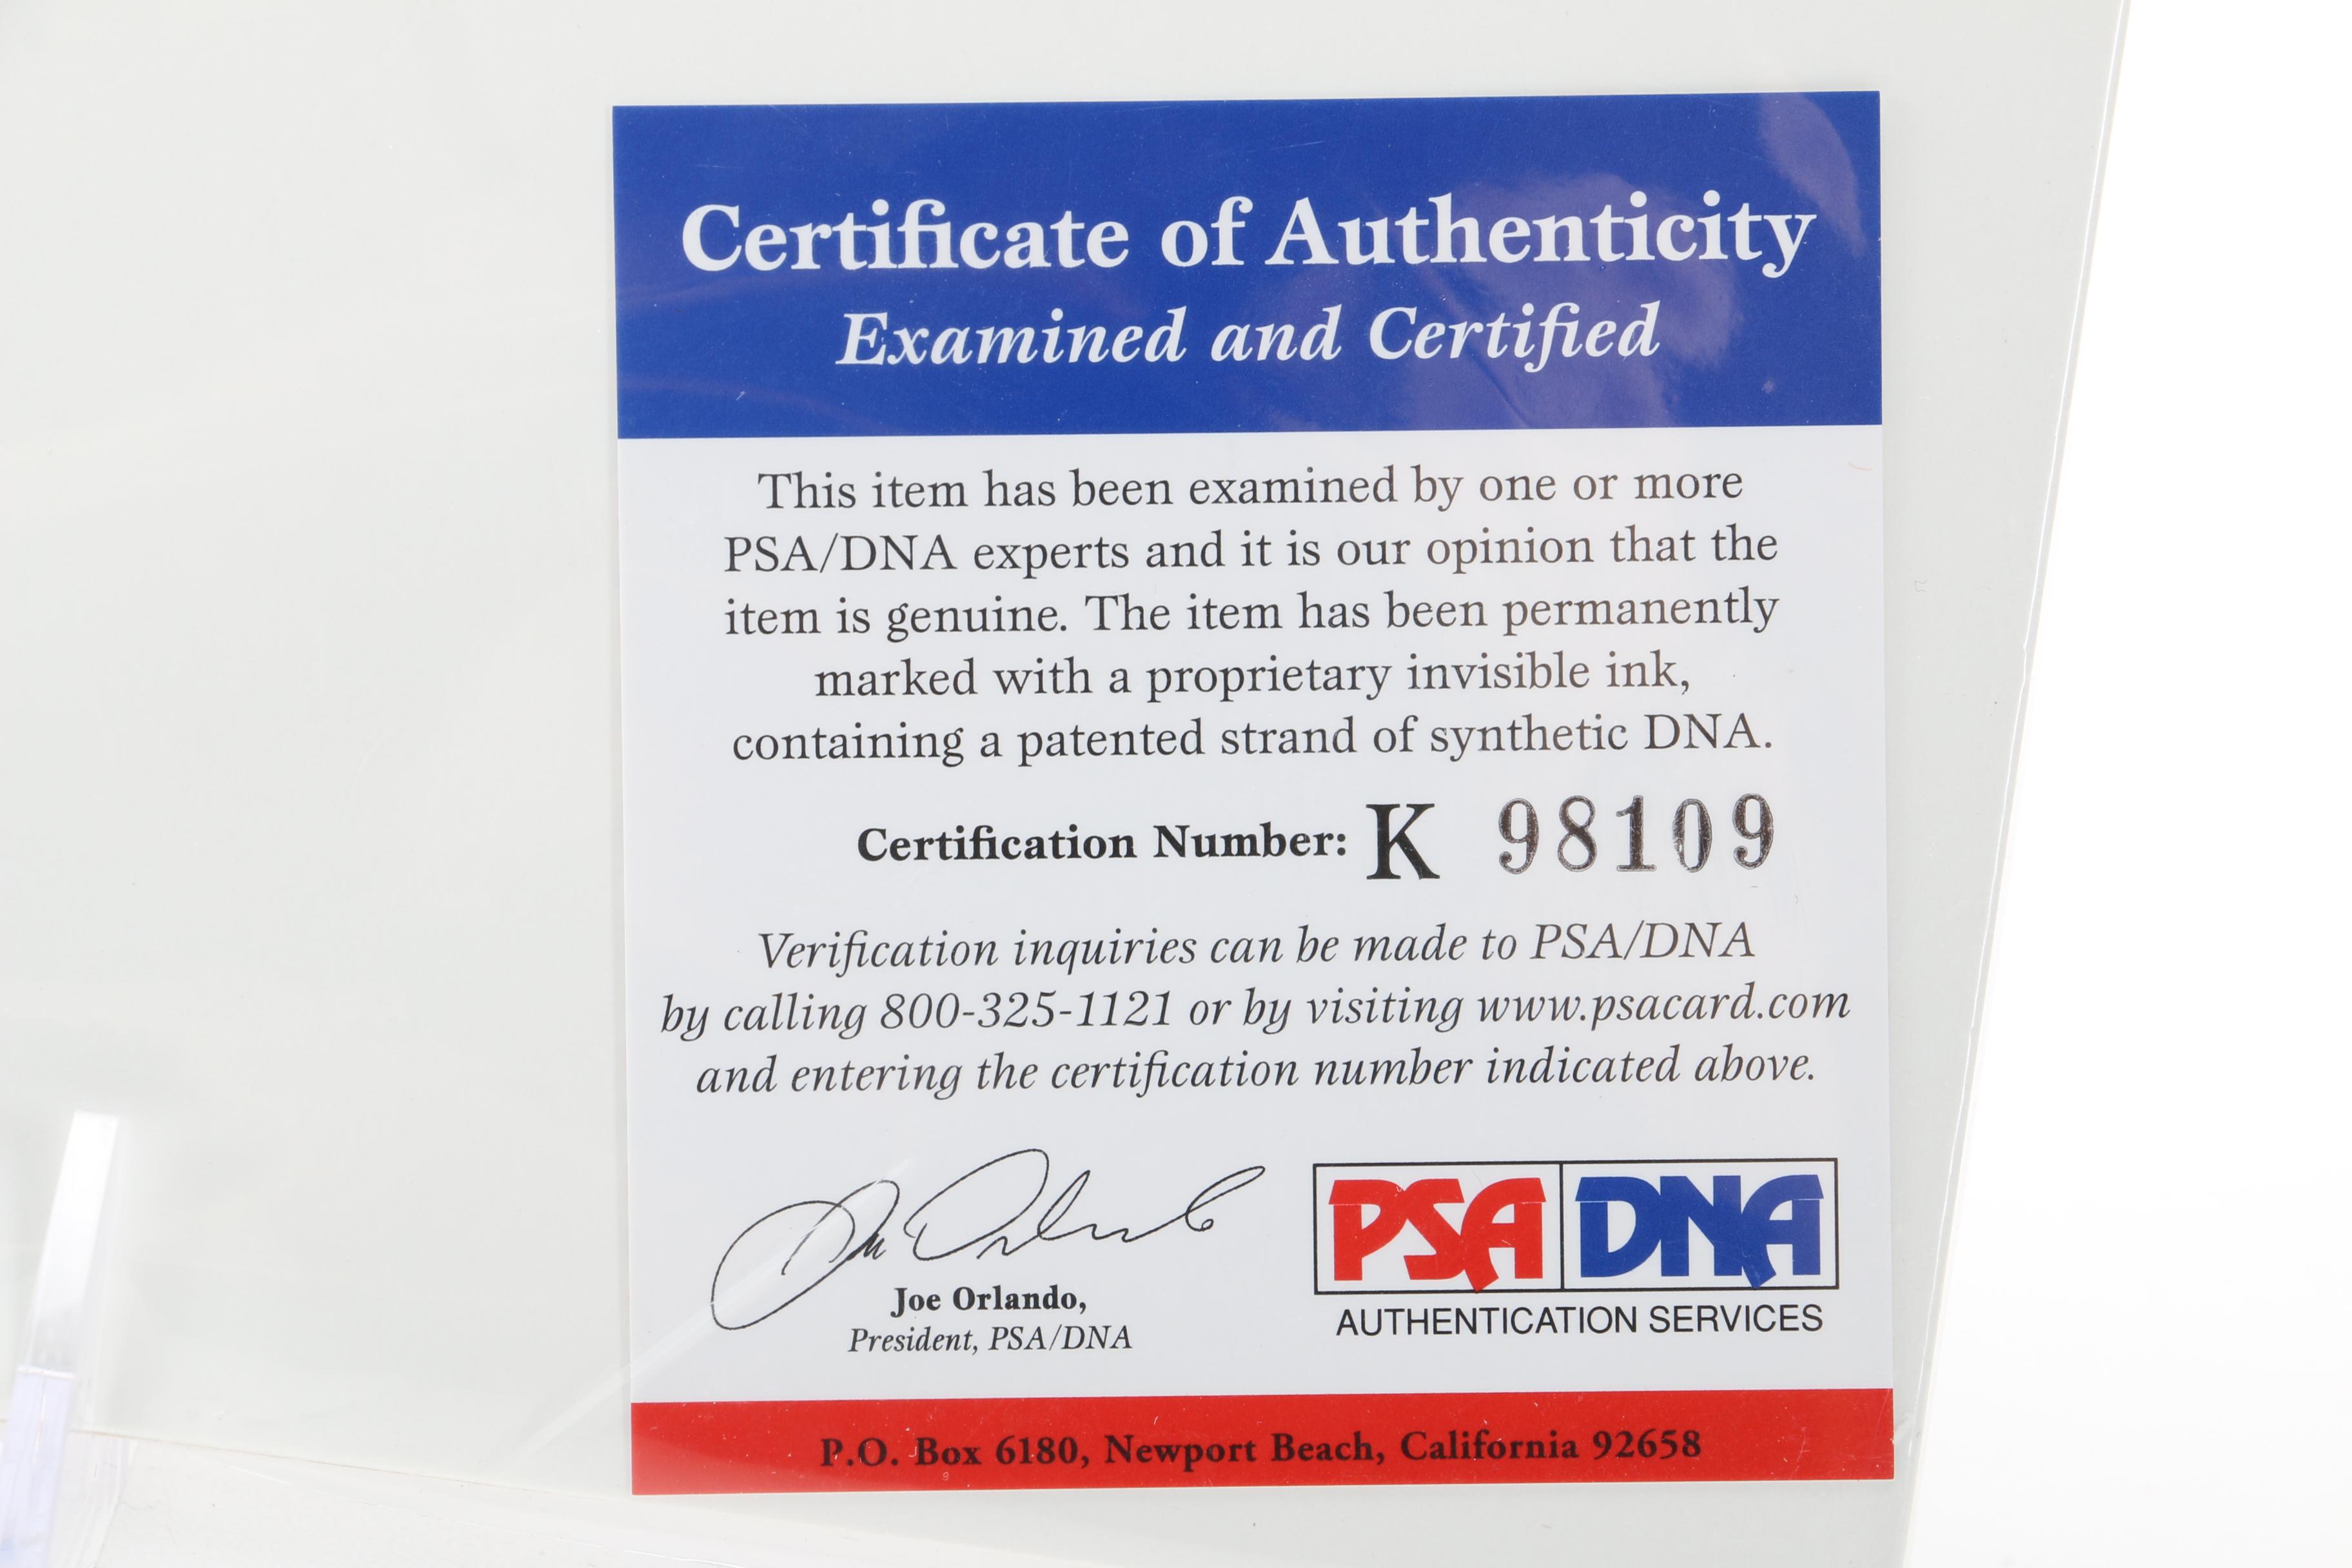 Certificate of Authenticity
Examined and Certified
This item has been examined by one or more
PSA/DNA experts and it is our opinion that the
item is genuine. The item has been permanently
marked with a proprietary invisible ink,
containing a patented strand of synthetic DNA.
Certification Number: K 98109
Verification inquiries can be made to PSA/DNA
by calling 800-325-1121 or by visiting www.psacard.com
and entering the certification number indicated above.
Joe Orlando,
President, PSA/DNA
PSA DNA
AUTHENTICATION SERVICES
P.O. Box 6180, Newport Beach, California 92658